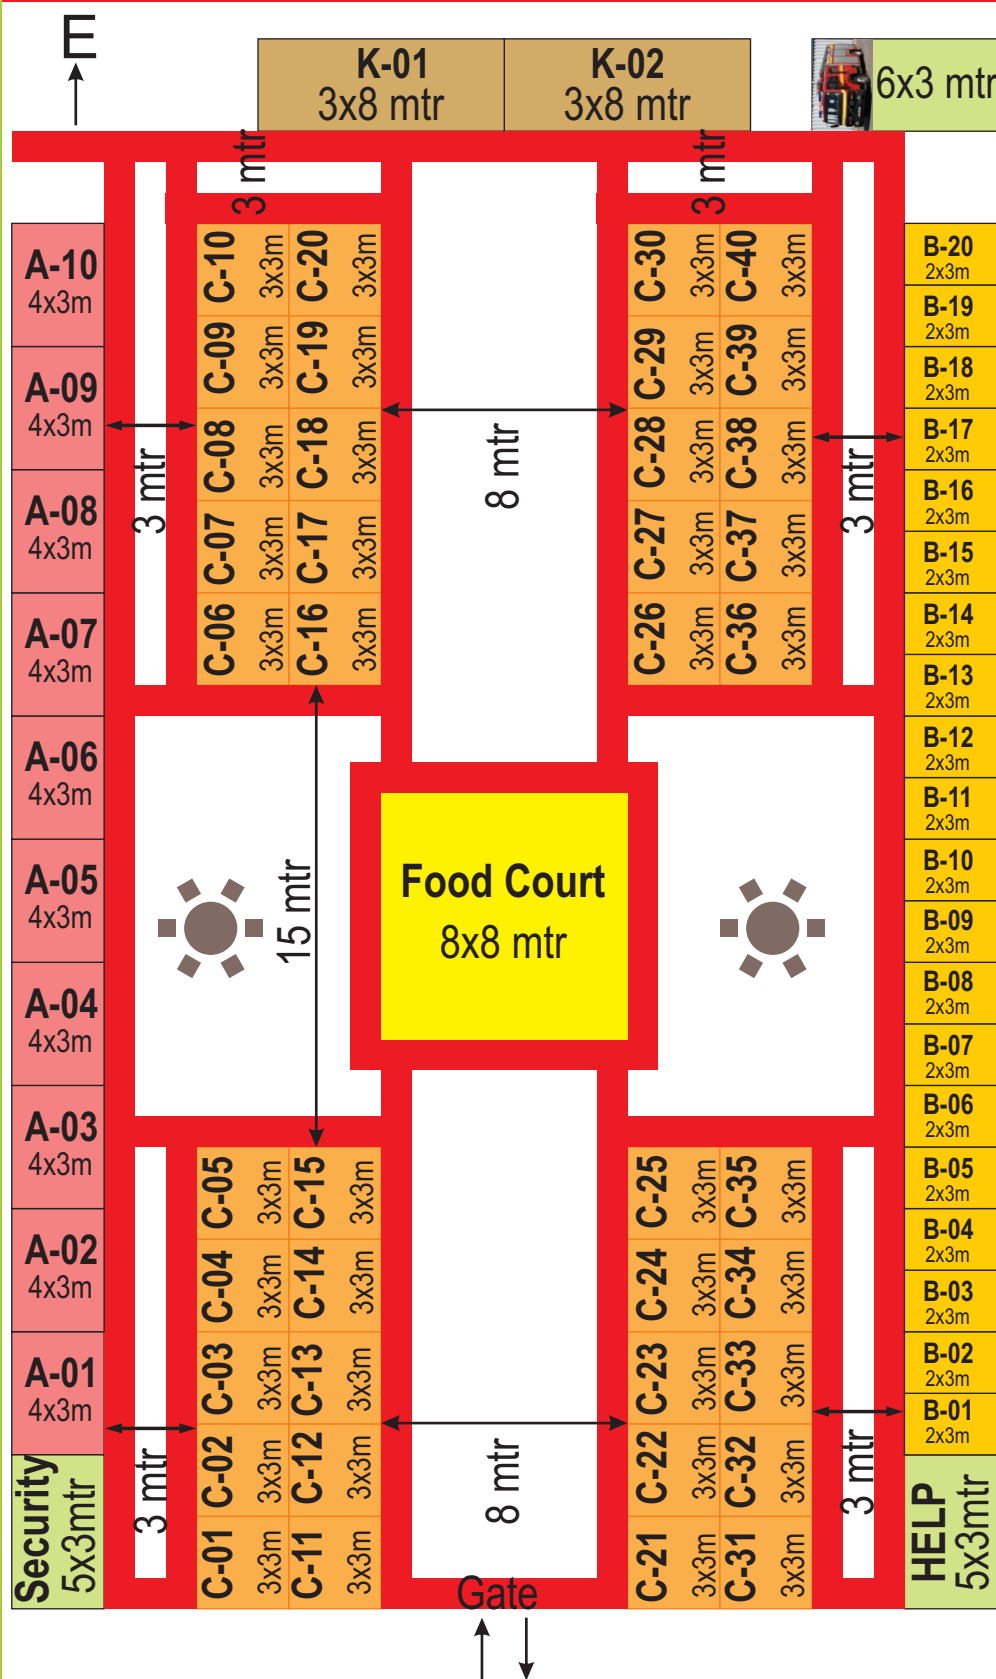 E
K-01
3x8 mtr
K-02
3x8 mtr
6x3 mtr
3 mtr
3 mtr
A-10
4x3m
A-09
4x3m
A-08
4x3m
A-07
4x3m
A-06
4x3m
A-05
4x3m
A-04
4x3m
A-03
4x3m
A-02
4x3m
A-01
4x3m
Security
5x3mtr
3 mtr
C-10
3x3m
C-20
3x3m
C-09
3x3m
C-19
3x3m
C-08
3x3m
C-18
3x3m
C-07
3x3m
C-17
3x3m
C-06
3x3m
C-16
3x3m
8 mtr
C-30
3x3m
C-40
3x3m
C-29
3x3m
C-39
3x3m
C-28
3x3m
C-38
3x3m
C-27
3x3m
C-37
3x3m
C-26
3x3m
C-36
3x3m
3 mtr
15 mtr
Food Court
8x8 mtr
C-05
3x3m
C-15
3x3m
C-04
3x3m
C-14
3x3m
C-03
3x3m
C-13
3x3m
C-02
3x3m
C-12
3x3m
C-01
3x3m
C-11
3x3m
3 mtr
8 mtr
C-25
3x3m
C-35
3x3m
C-24
3x3m
C-34
3x3m
C-23
3x3m
C-33
3x3m
C-22
3x3m
C-32
3x3m
C-21
3x3m
C-31
3x3m
3 mtr
B-20
2x3m
B-19
2x3m
B-18
2x3m
B-17
2x3m
B-16
2x3m
B-15
2x3m
B-14
2x3m
B-13
2x3m
B-12
2x3m
B-11
2x3m
B-10
2x3m
B-09
2x3m
B-08
2x3m
B-07
2x3m
B-06
2x3m
B-05
2x3m
B-04
2x3m
B-03
2x3m
B-02
2x3m
B-01
2x3m
HELP
5x3mtr
Gate